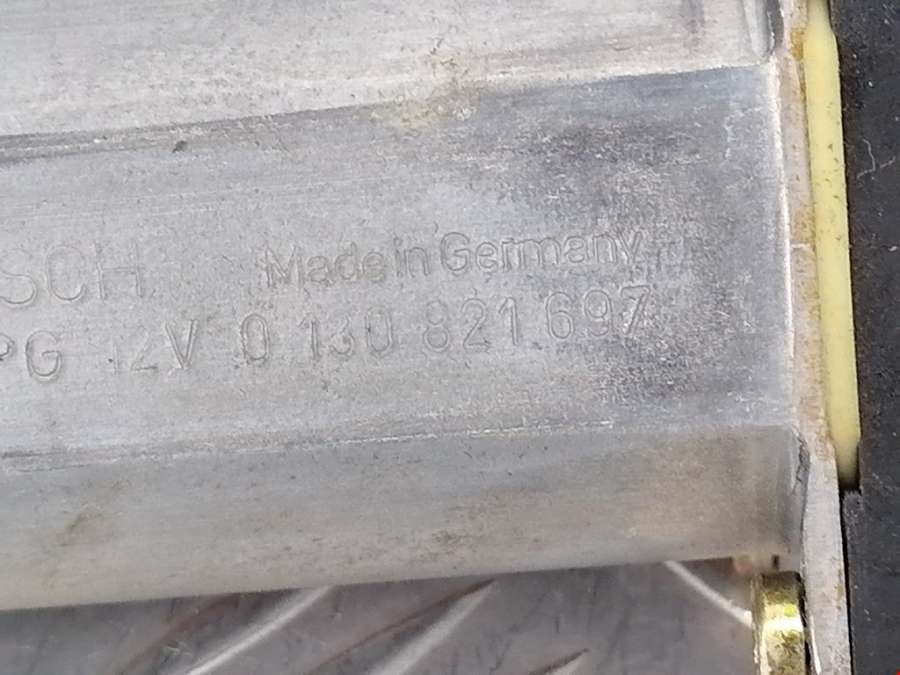 SCH Made in Germany
PG 12V 0 130 821 697